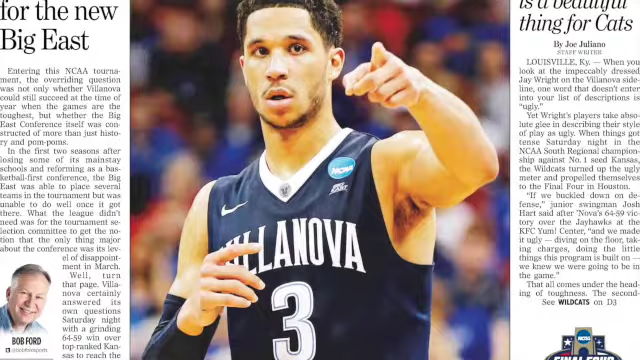 for the new
Big East
Entering this NCAA tourna-
ment, the overriding question
was not only whether Villanova
could still succeed at the time of
year when the games are the
toughest, but whether the Big
East Conference itself was con-
structed of more than just histo-
ry and pom-poms.
In the first two seasons after
losing some of its mainstay
schools and reforming as a bas-
ketball-first conference, the Big
East was able to place several
teams in the tournament but was
unable to do well once it got
there. What the league didn't
need was for the tournament se-
lection committee to get the no-
tion that the only thing major
about the conference was its lev-
el of disappoint-
ment in March.
Well, turn
that page. Villa-
nova certainly
answered its
own questions
Saturday night
with a grinding
64-59 win over
top-ranked Kan-
sas to reach the
BOB FORD
@bobfordsports
NCAA
VILLANOVA
3
is a beautiful
thing for Cats
By Joe Juliano
STAFF WRITER
LOUISVILLE, Ky. — When you
look at the impeccably dressed
Jay Wright on the Villanova side-
line, one word that doesn't enter
into your list of descriptions is
“ugly.”
Yet Wright's players take abso-
lute glee in describing their style
of play as ugly. When things got
tense Saturday night in the
NCAA South Regional champion-
ship against No. 1 seed Kansas,
the Wildcats turned up the ugly
meter and propelled themselves
to the Final Four in Houston.
“If we buckled down on de-
fense,” junior swingman Josh
Hart said after 'Nova's 64-59 vic-
tory over the Jayhawks at the
KFC Yum! Center, “and we made
it ugly — diving on the floor, tak-
ing charges, doing the little
things this program is built on —
we knew we were going to be in
the game.”
That all comes under the head-
ing of toughness. The second-
See WILDCATS on D3
NCAA
FINAL FOUR